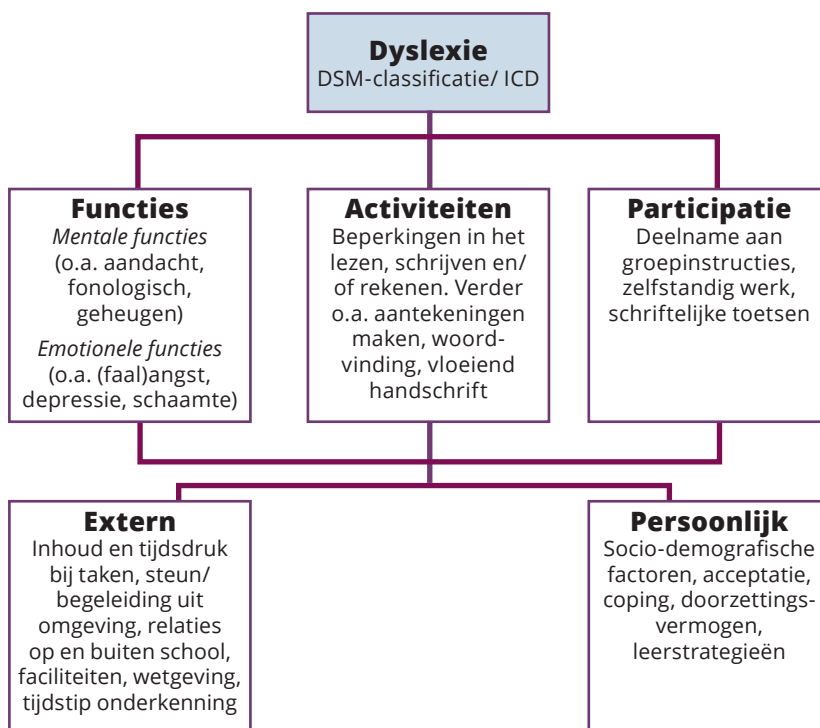 Dyslexie
DSM-classificatie/ ICD
Functies
Mentale functies
(o.a. aandacht,
fonologisch,
geheugen)
Emotionele functies
(o.a. (faal)angst,
depressie, schaamte)
Activiteiten
Beperkingen in het
lezen, schrijven en/
of rekenen. Verder
o.a. aantekeningen
maken, woord-
vinding, vloeiend
handschrift
Participatie
Deelname aan
groepinstructies,
zelfstandig werk,
schriftelijke toetsen
Extern
Inhoud en tijdsdruk
bij taken, steun/
begeleiding uit
omgeving, relaties
op en buiten school,
faciliteiten, wetgeving,
tijdstip onderkenning
Persoonlijk
Socio-demografische
factoren, acceptatie,
coping, doorzettings-
vermogen,
leerstrategieën